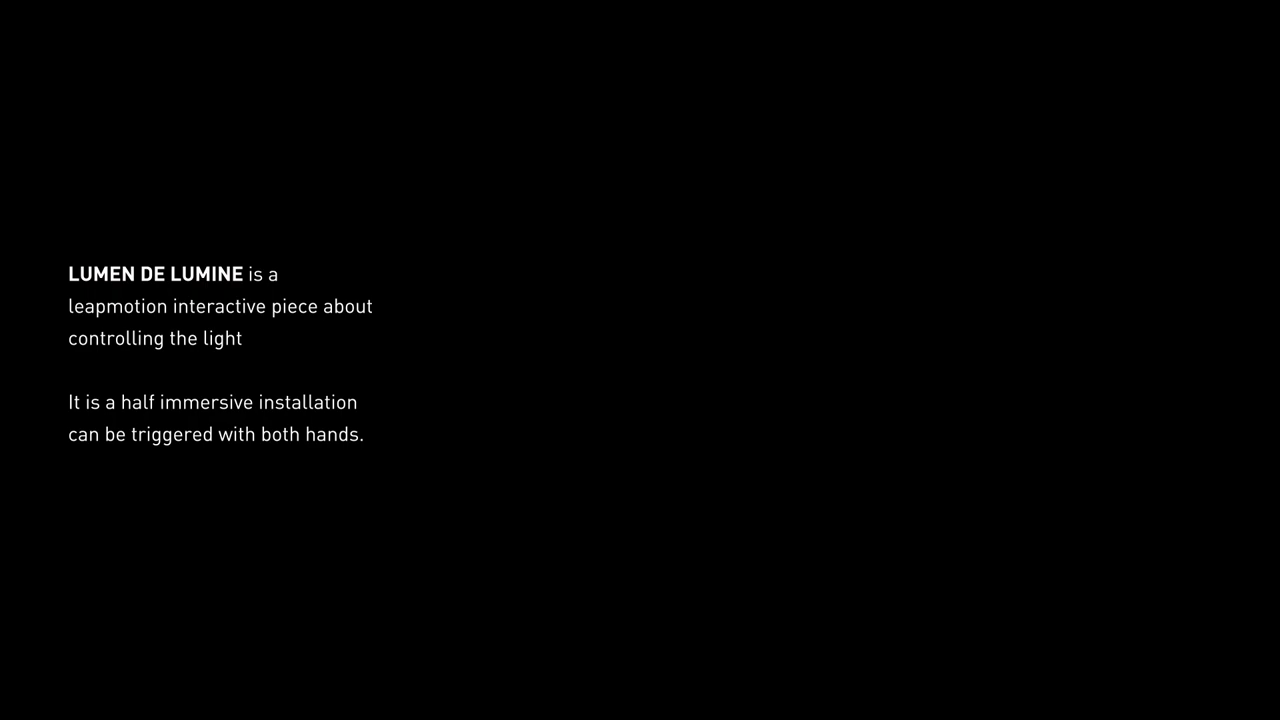 LUMEN DE LUMINE is a
leapmotion interactive piece about
controlling the light
It is a half immersive installation
can be triggered with both hands.